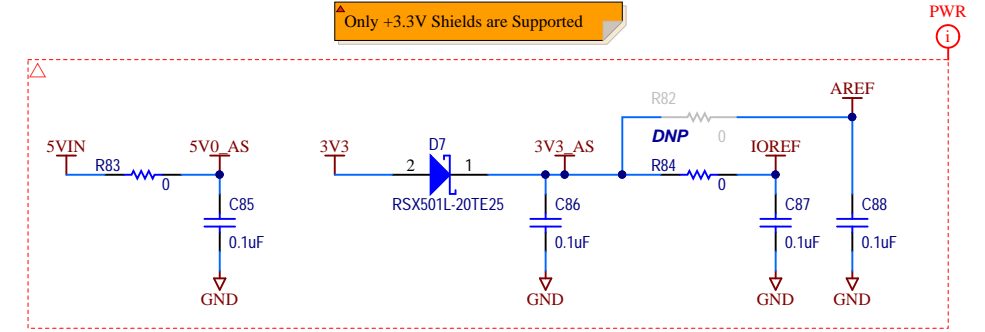 PWR
i
Only +3.3V Shields are Supported
R82
AREF
DNP
0
5VIN
5V0_AS
3V3
D7
3V3_AS
IOREF
R83
0
2
1
R84
0
RSX501L-20TE25
C85
0.1uF
C86
0.1uF
C87
0.1uF
C88
0.1uF
GND
GND
GND
GND